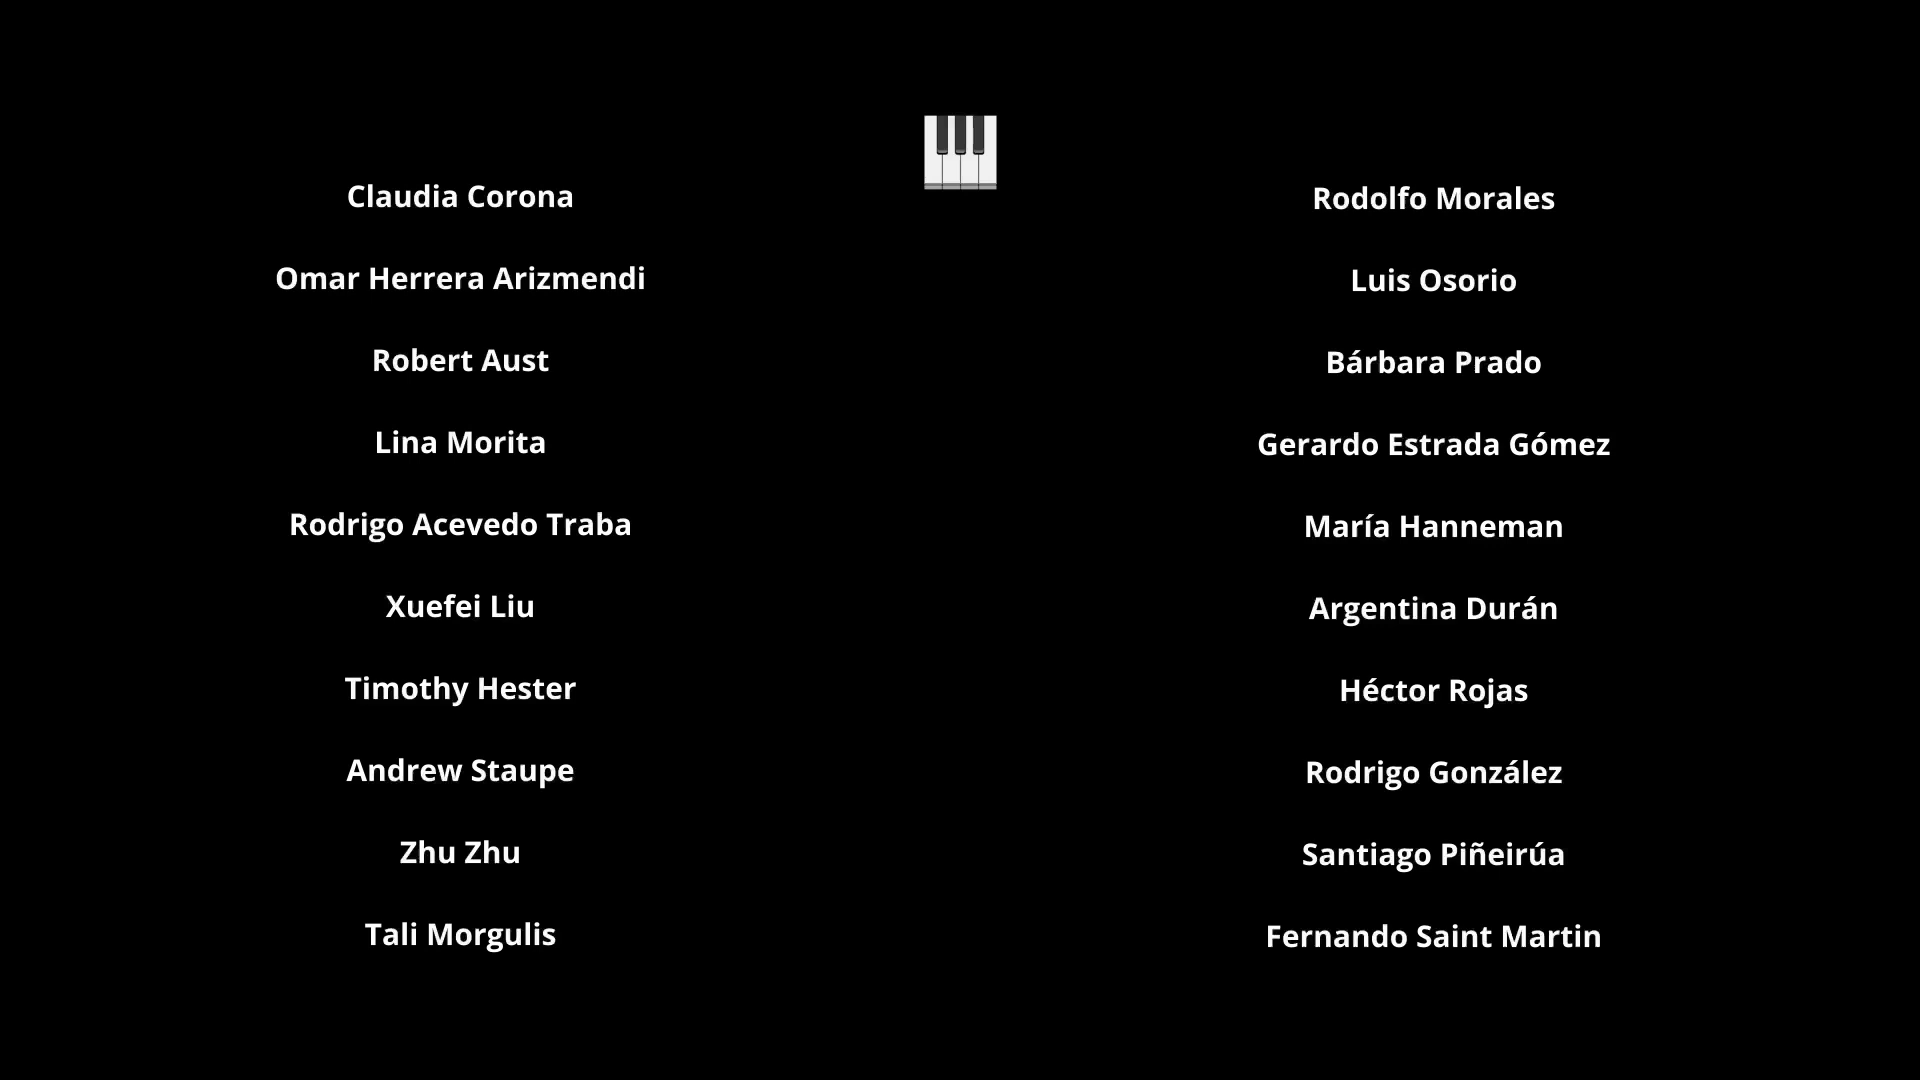 Claudia Corona
Omar Herrera Arizmendi
Robert Aust
Lina Morita
Rodrigo Acevedo Traba
Xuefei Liu
Timothy Hester
Andrew Staupe
Zhu Zhu
Tali Morgulis
Rodolfo Morales
Luis Osorio
Bárbara Prado
Gerardo Estrada Gómez
María Hanneman
Argentina Durán
Héctor Rojas
Rodrigo González
Santiago Piñeirúa
Fernando Saint Martin